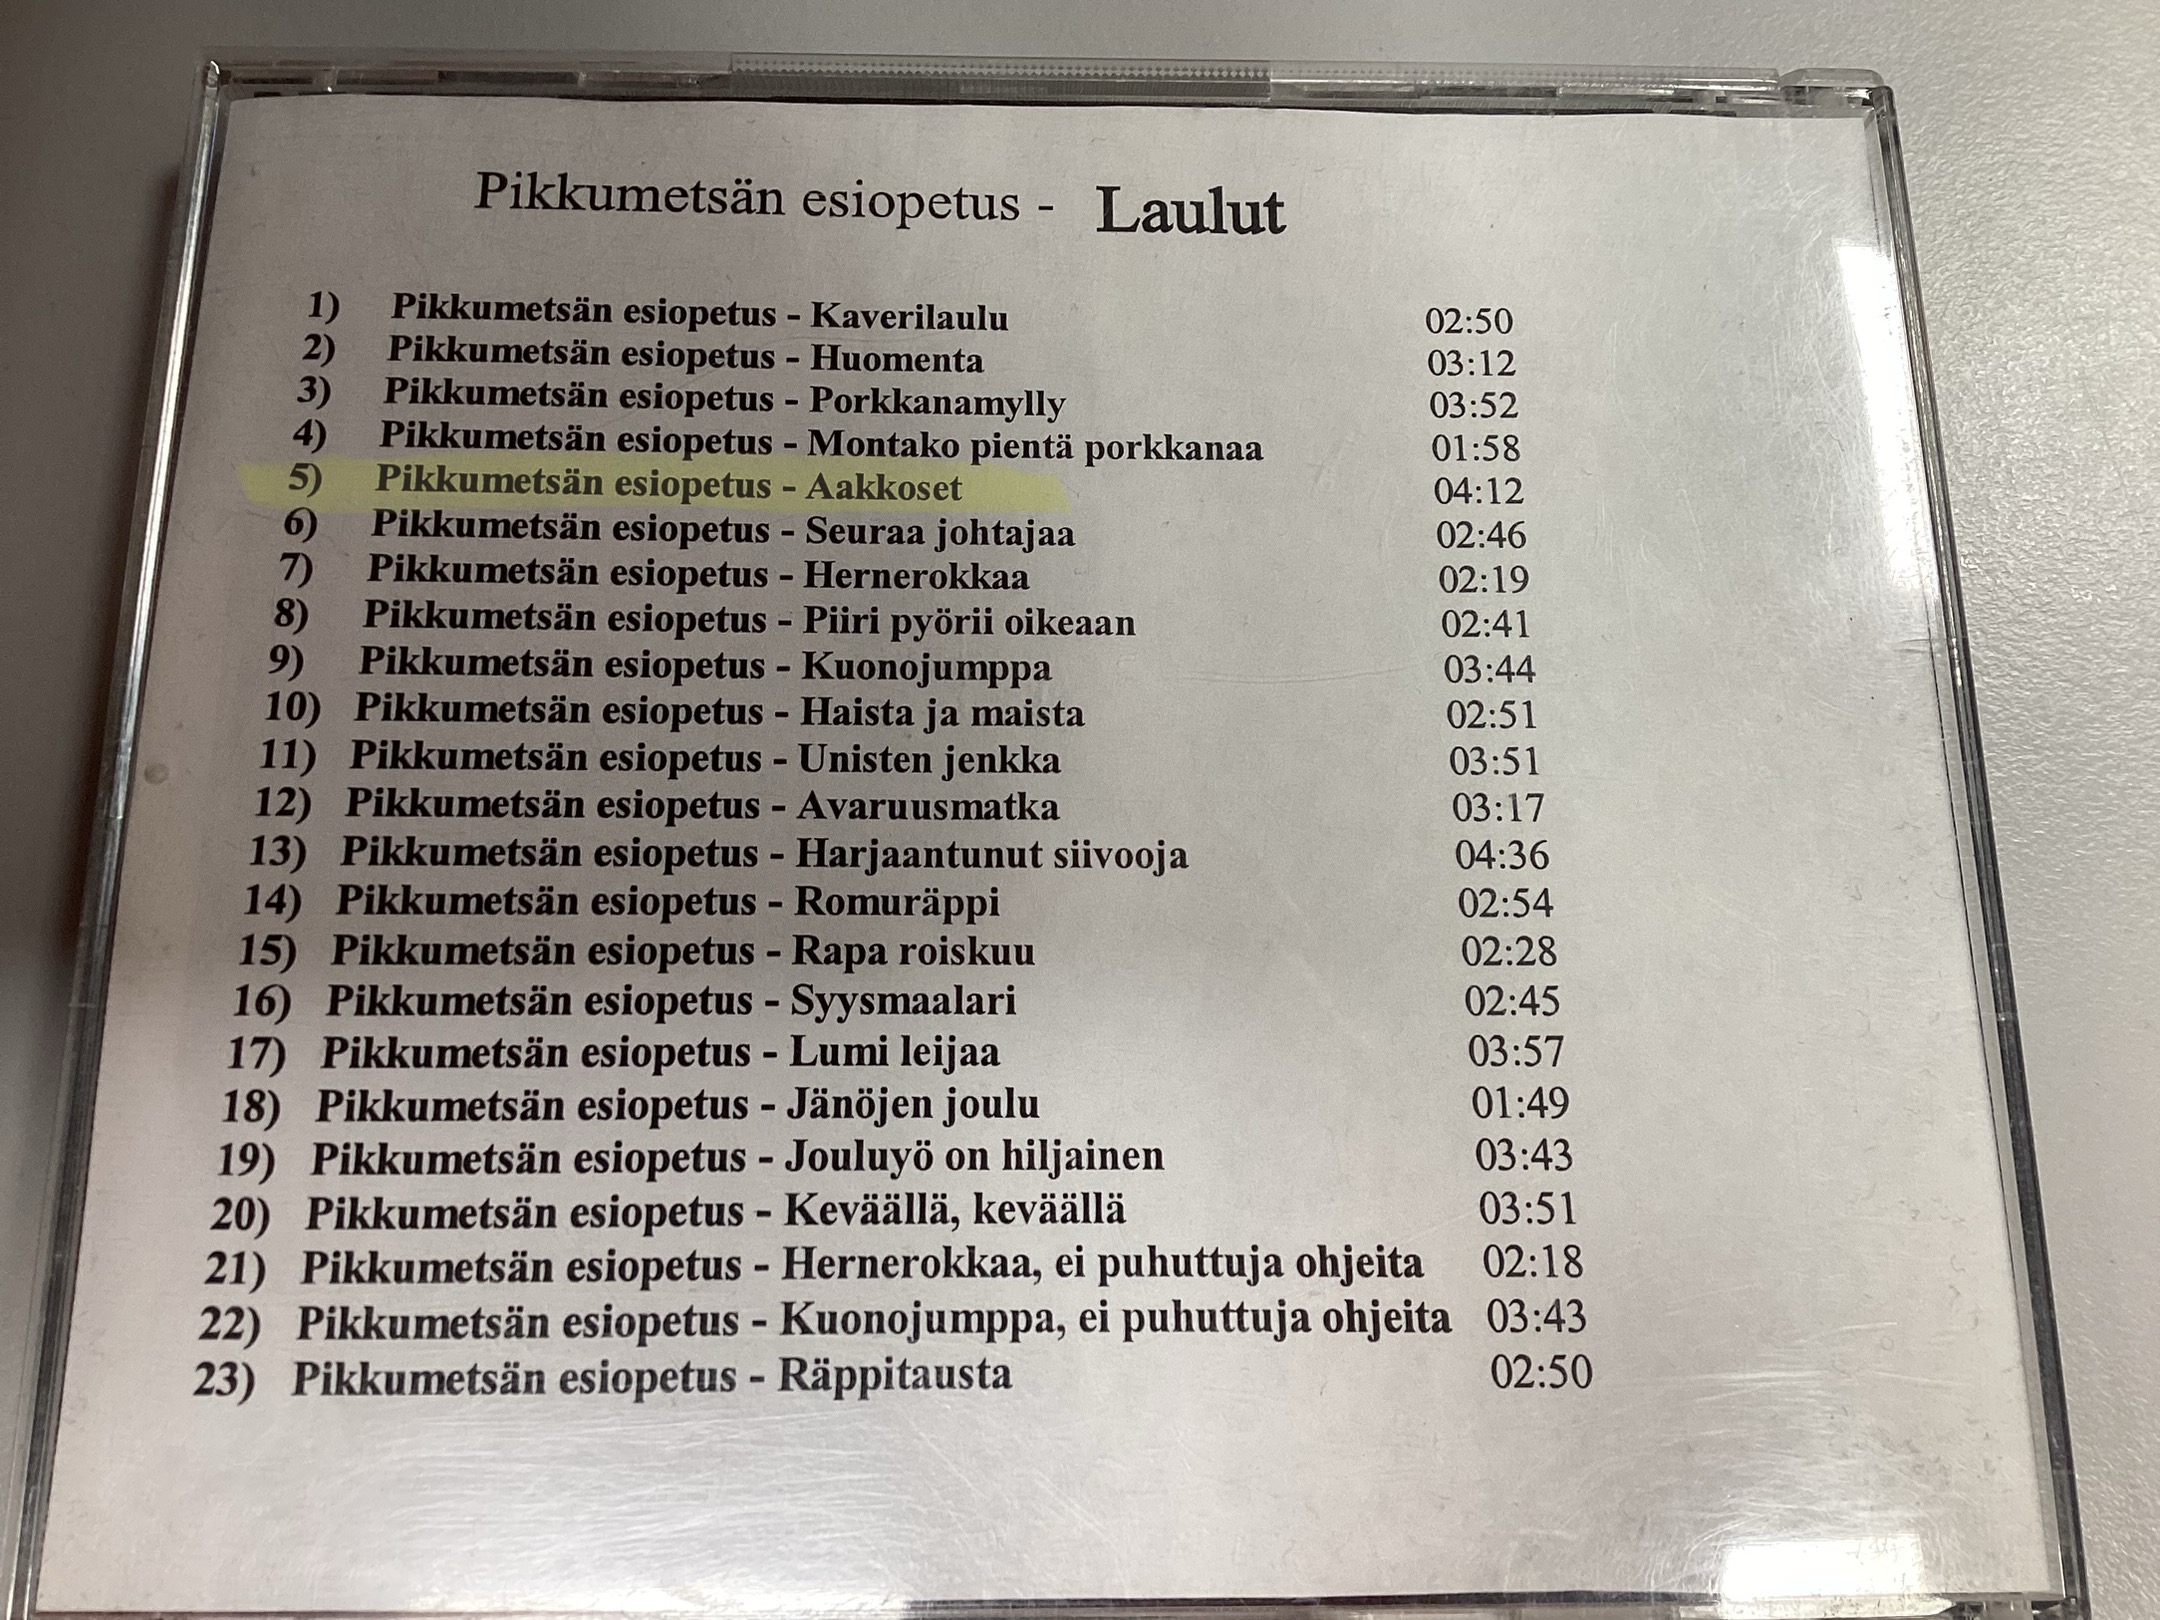 Pikkumetsän esiopetus - Laulut
1) Pikkumetsän esiopetus - Kaverilaulu 02:50
2) Pikkumetsän esiopetus - Huomenta 03:12
3) Pikkumetsän esiopetus - Porkkanamylly 03:52
4) Pikkumetsän esiopetus - Montako pientä porkkanaa 01:58
5) Pikkumetsän esiopetus - Aakkoset 04:12
6) Pikkumetsän esiopetus - Seuraa johtajaa 02:46
7) Pikkumetsän esiopetus - Hernerokkaa 02:19
8) Pikkumetsän esiopetus - Piiri pyörii oikeaan 02:41
9) Pikkumetsän esiopetus - Kuonojumppa 03:44
10) Pikkumetsän esiopetus - Haista ja maista 02:51
11) Pikkumetsän esiopetus - Unisten jenkka 03:51
12) Pikkumetsän esiopetus - Avaruusmatka 03:17
13) Pikkumetsän esiopetus - Harjaantunut siivooja 04:36
14) Pikkumetsän esiopetus - Romuräppi 02:54
15) Pikkumetsän esiopetus - Rapa roiskuu 02:28
16) Pikkumetsän esiopetus - Syysmaalari 02:45
17) Pikkumetsän esiopetus - Lumi leijaa 03:57
18) Pikkumetsän esiopetus - Jänöjen joulu 01:49
19) Pikkumetsän esiopetus - Jouluyö on hiljainen 03:43
20) Pikkumetsän esiopetus - Keväällä, keväällä 03:51
21) Pikkumetsän esiopetus - Hernerokkaa, ei puhuttuja ohjeita 02:18
22) Pikkumetsän esiopetus - Kuonojumppa, ei puhuttuja ohjeita 03:43
23) Pikkumetsän esiopetus - Räppitausta 02:50